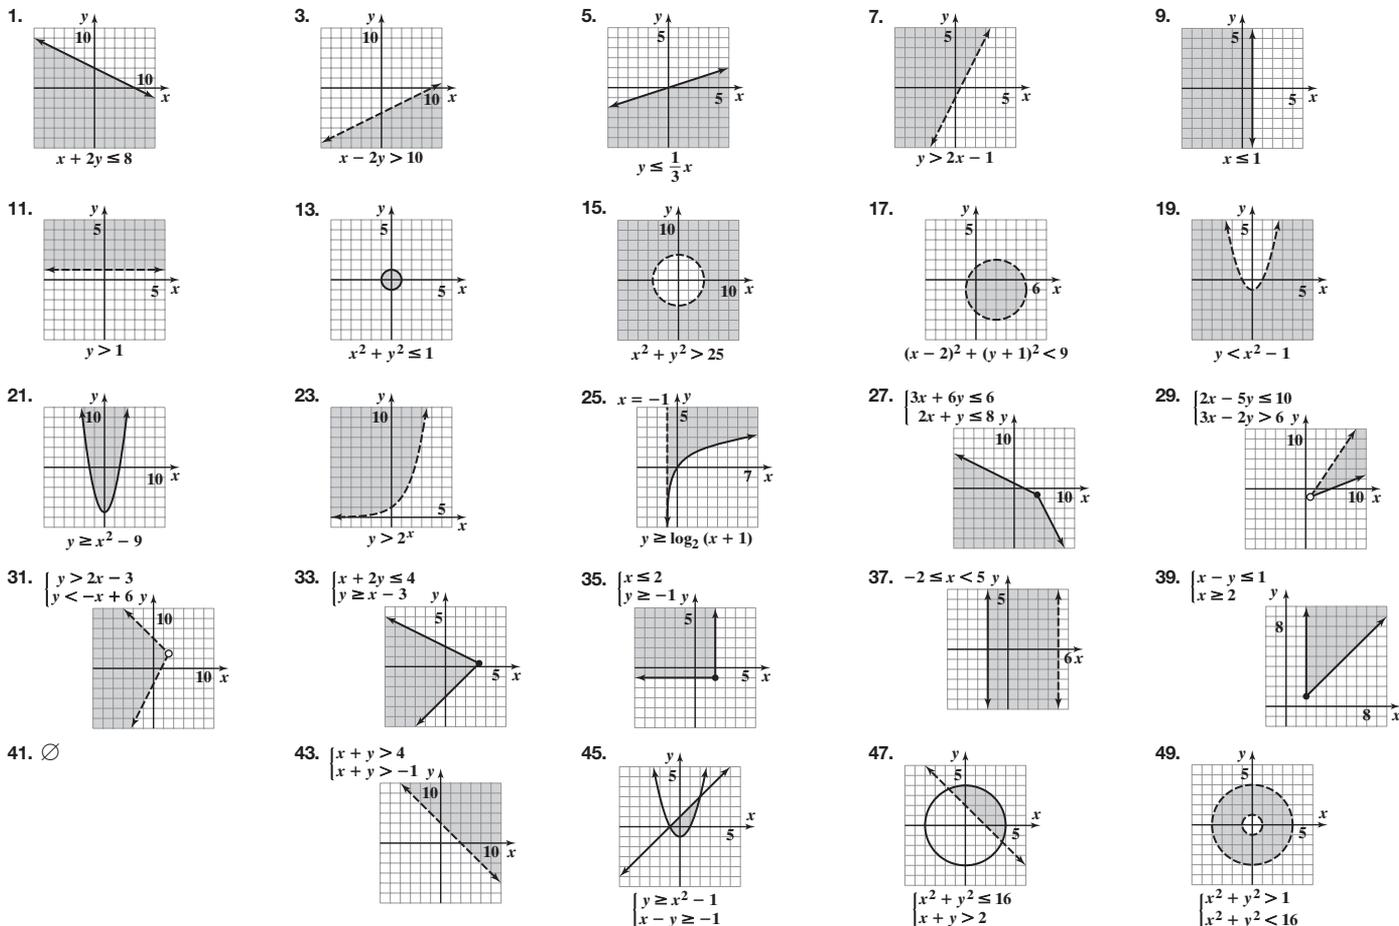 1.
y
10
10
x
x + 2y ≤ 8
3.
y
10
10
x
x − 2y > 10
5.
y
5
5
x
y ≤ 1/3 x
7.
y
5
5
x
y > 2x − 1
9.
y
5
5
x
x ≤ 1
11.
y
5
5
x
y > 1
13.
y
5
5
x
x² + y² ≤ 1
15.
y
10
10
x
x² + y² > 25
17.
y
5
6
x
(x − 2)² + (y + 1)² < 9
19.
y
5
5
x
y < x² − 1
21.
y
10
10
x
y ≥ x² − 9
23.
y
10
5
x
y > 2ˣ
25.
x = −1
y
5
7
x
y ≥ log₂ (x + 1)
27.
{3x + 6y ≤ 6
2x + y ≤ 8
y
10
10
x
29.
{2x − 5y ≤ 10
3x − 2y > 6
y
10
10
x
31.
{y > 2x − 3
y < −x + 6
y
10
10
x
33.
{x + 2y ≤ 4
y ≥ x − 3
y
5
5
x
35.
{x ≤ 2
y ≥ −1
y
5
5
x
37.
−2 ≤ x < 5
y
5
6
x
39.
{x − y ≤ 1
x ≥ 2
y
8
8
x
41. ∅
43.
{x + y > 4
x + y > −1
y
10
10
x
45.
y
5
x
5
{y ≥ x² − 1
x − y ≥ −1
47.
y
5
x
5
{x² + y² ≤ 16
x + y > 2
49.
y
5
x
5
{x² + y² > 1
x² + y² < 16